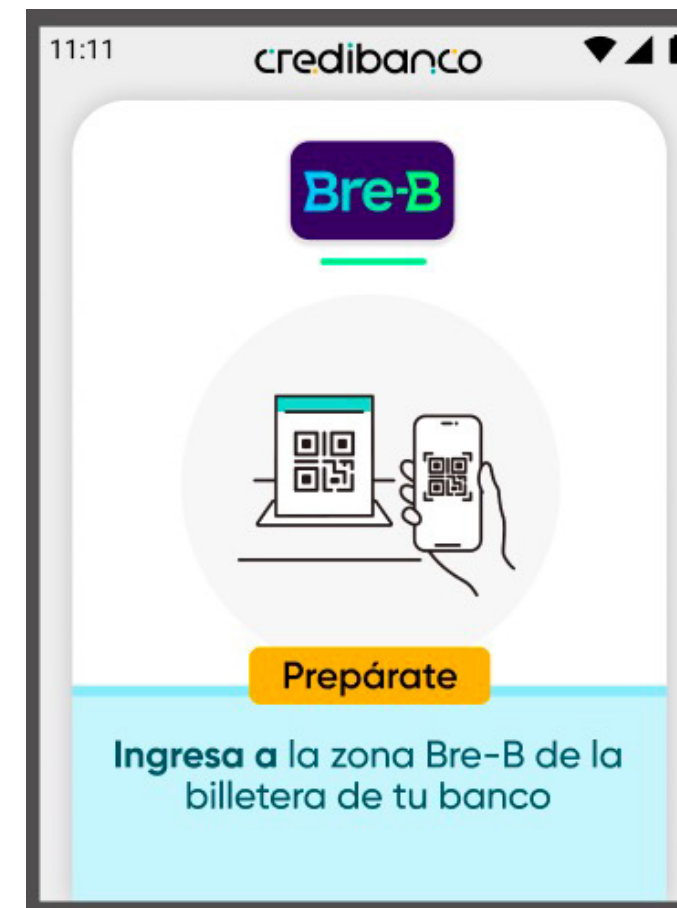 11:11
credibanco
Bre-B
Prepárate
Ingresa a la zona Bre-B de la
billetera de tu banco